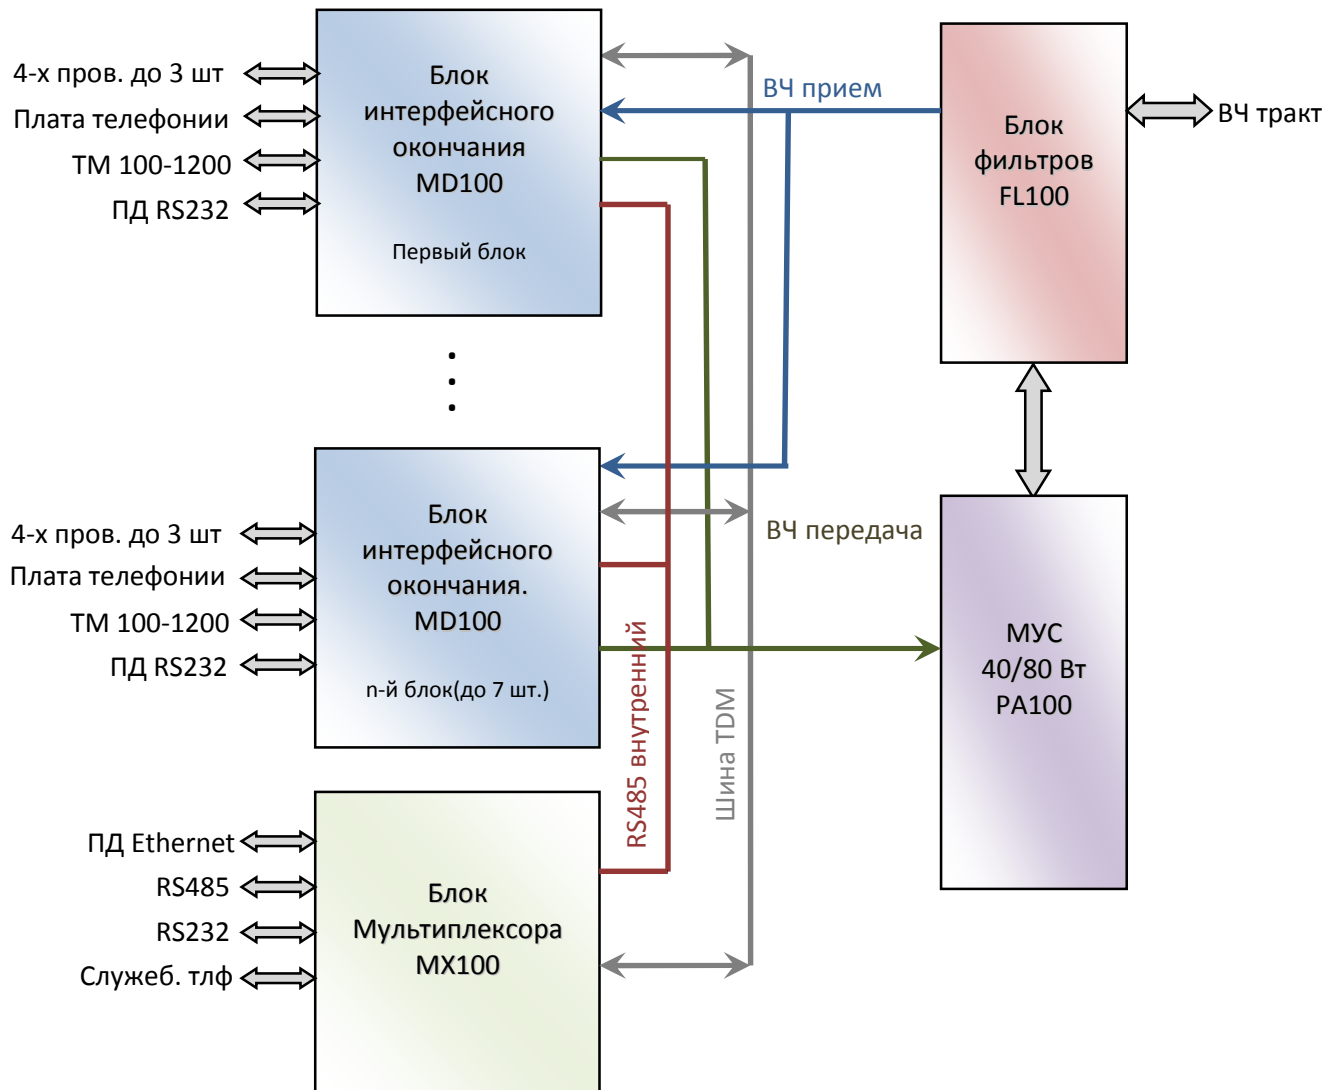 4-х пров. до 3 шт
Плата телефонии
ТМ 100-1200
ПД RS232
Блок
интерфейсного
окончания
MD100
Первый блок
ВЧ прием
Блок
фильтров
FL100
ВЧ тракт
4-х пров. до 3 шт
Плата телефонии
ТМ 100-1200
ПД RS232
Блок
интерфейсного
окончания.
MD100
n-й блок(до 7 шт.)
ВЧ передача
RS485 внутренний
Шина TDM
МУС
40/80 Вт
PA100
ПД Ethernet
RS485
RS232
Служеб. тлф
Блок
Мультиплексора
MX100